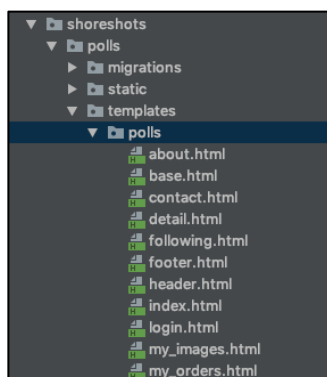 shoreshots
polls
migrations
static
templates
polls
about.html
base.html
contact.html
detail.html
following.html
footer.html
header.html
index.html
login.html
my_images.html
my_orders.html